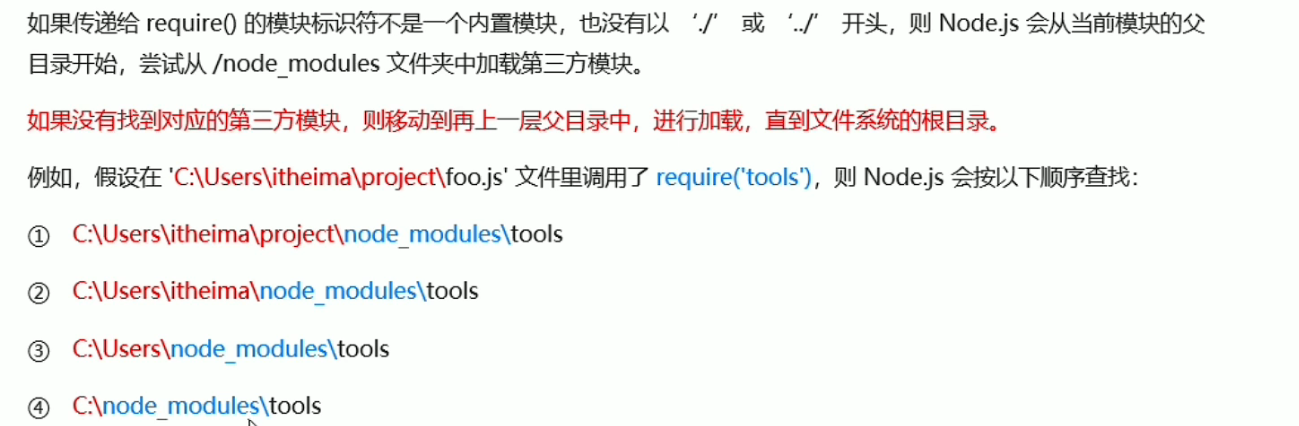 如果传递给 require() 的模块标识符不是一个内置模块，也没有以 ‘./’ 或 ‘../’ 开头，则 Node.js 会从当前模块的父
目录开始，尝试从 /node_modules 文件夹中加载第三方模块。
如果没有找到对应的第三方模块，则移动到再上一层父目录中，进行加载，直到文件系统的根目录。
例如，假设在 'C:\Users\itheima\project\foo.js' 文件里调用了 require('tools')，则 Node.js 会按以下顺序查找：
① C:\Users\itheima\project\node_modules\tools
② C:\Users\itheima\node_modules\tools
③ C:\Users\node_modules\tools
④ C:\node_modules\tools